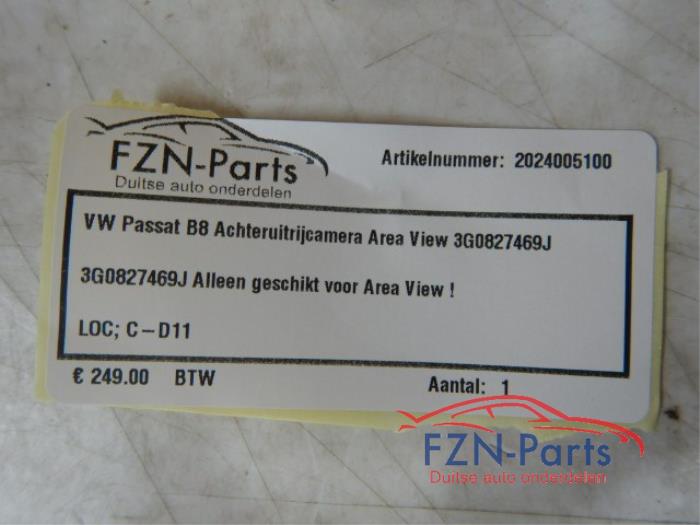 FZN-Parts
Duitse auto onderdelen
Artikelnummer: 2024005100
VW Passat B8 Achteruitrijcamera Area View 3G0827469J
3G0827469J Alleen geschikt voor Area View !
LOC; C-D11
€ 249.00 BTW
Aantal: 1
FZN-Parts
Duitse auto onderdelen